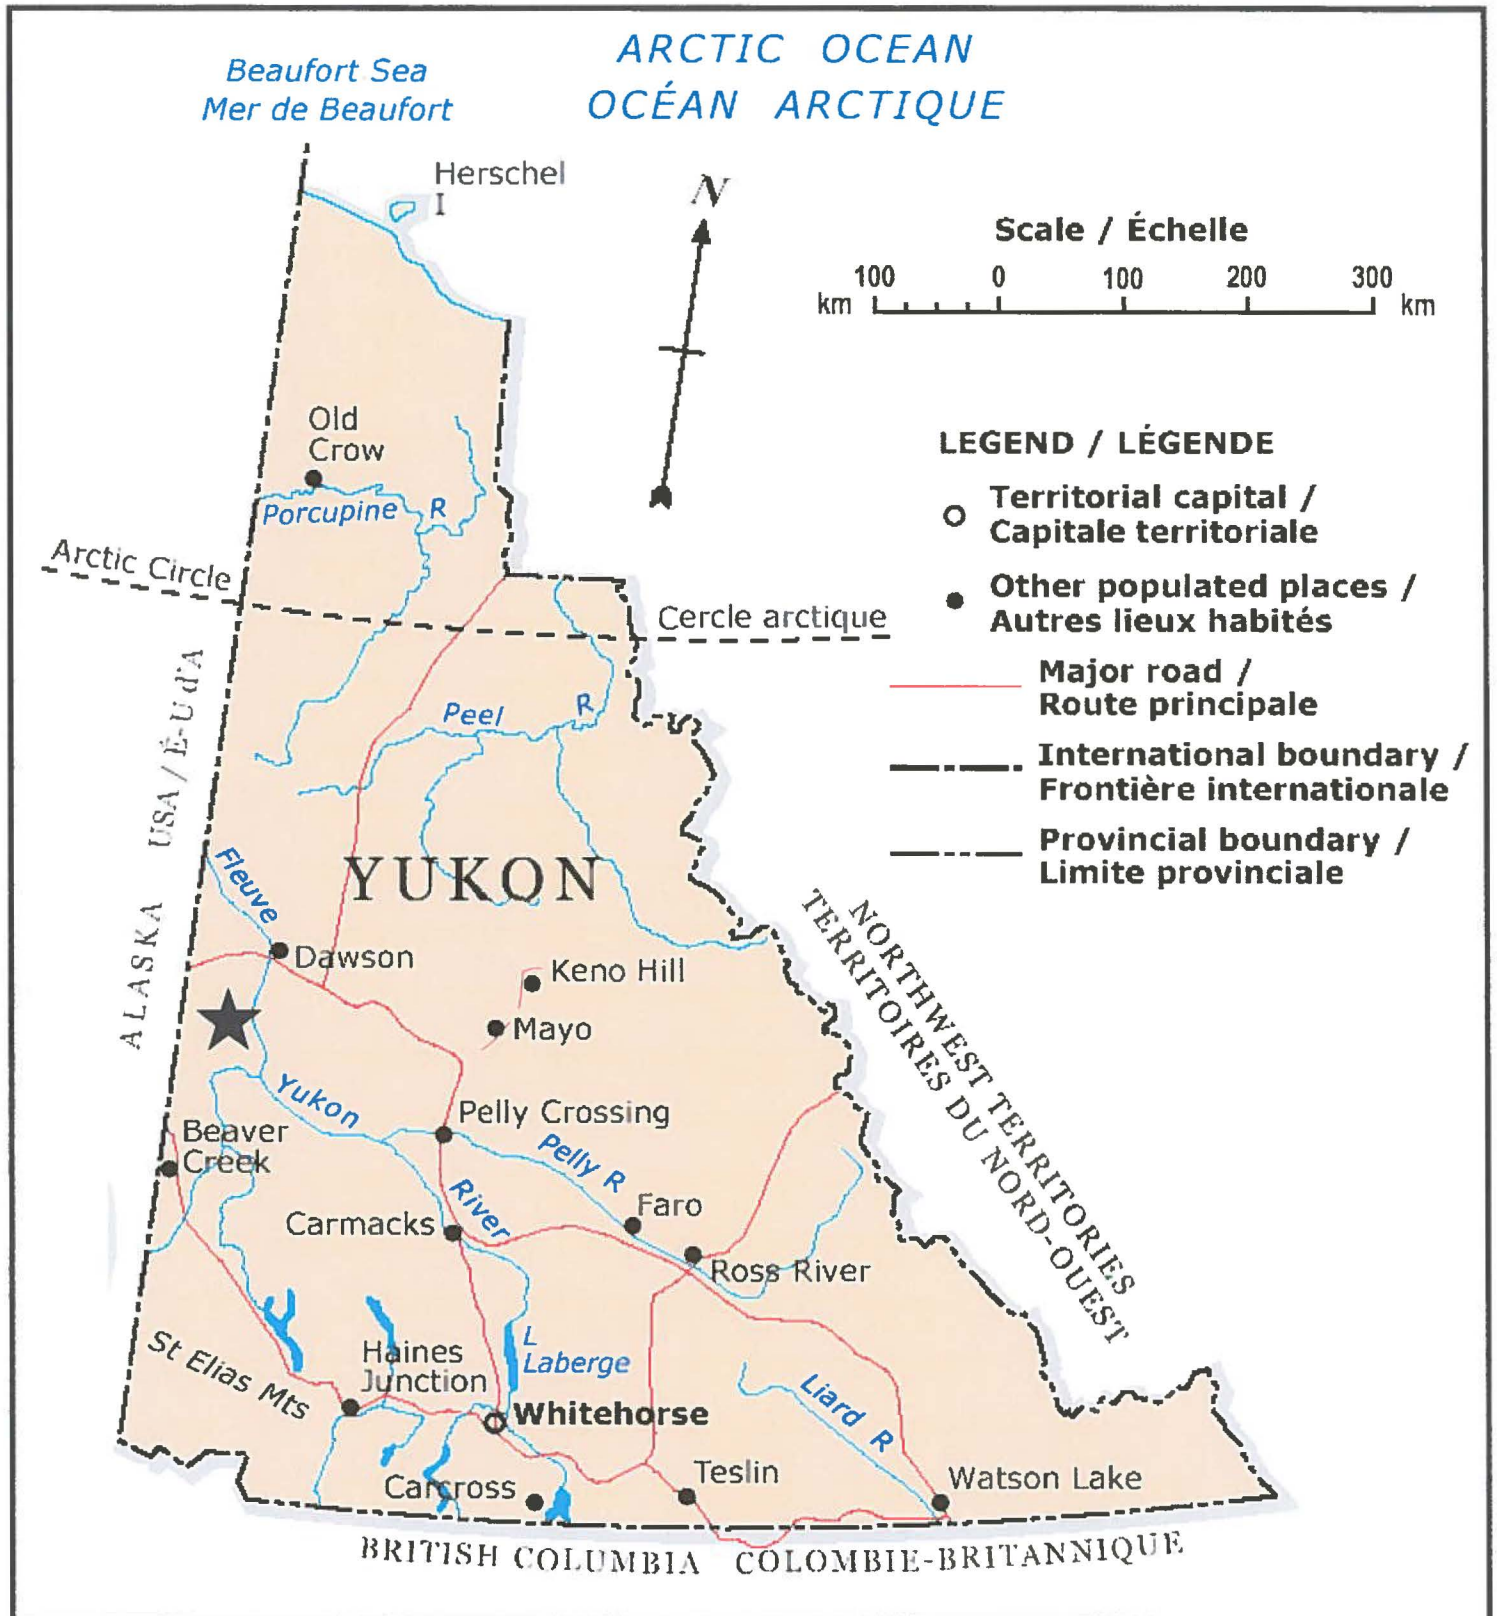 ARCTIC OCEAN
OCÉAN ARCTIQUE
Beaufort Sea
Mer de Beaufort
Herschel
I
N
Scale / Échelle
100 0 100 200 300
km km
Old
Crow
Porcupine R
LEGEND / LÉGENDE
Territorial capital /
Capitale territoriale
Other populated places /
Autres lieux habités
Major road /
Route principale
International boundary /
Frontière internationale
Provincial boundary /
Limite provinciale
Arctic Circle
Cercle arctique
Peel R
ALASKA USA / É-U d'A
YUKON
Fleuve
Dawson
Keno Hill
Mayo
NORTHWEST TERRITORIES
TERRITOIRES DU NORD-OUEST
Yukon
Pelly Crossing
Beaver
Creek
Pelly R
River
Faro
Carmacks
Ross River
L
Laberge
St Elias Mts
Haines
Junction
Whitehorse
Liard R
Carcross
Teslin
Watson Lake
BRITISH COLUMBIA COLOMBIE-BRITANNIQUE